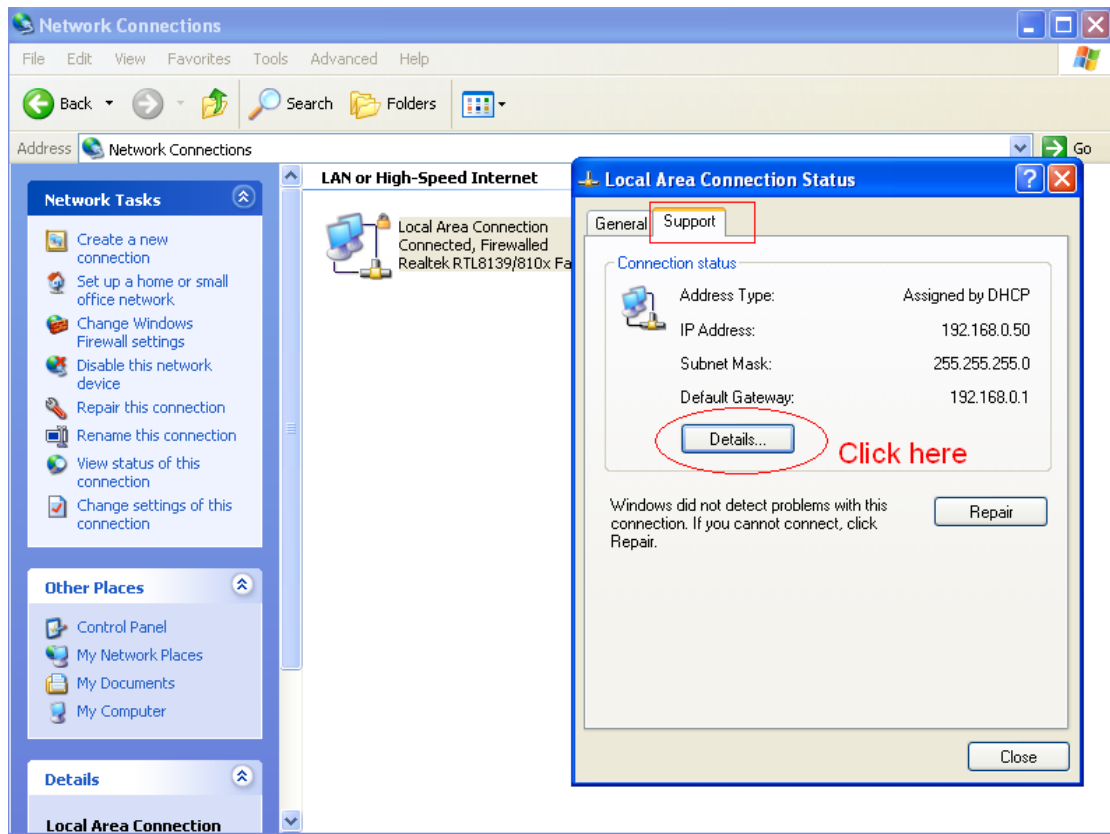 Network Connections
File Edit View Favorites Tools Advanced Help
Back Search Folders
Address Network Connections Go
Network Tasks
Create a new
connection
Set up a home or small
office network
Change Windows
Firewall settings
Disable this network
device
Repair this connection
Rename this connection
View status of this
connection
Change settings of this
connection
Other Places
Control Panel
My Network Places
My Documents
My Computer
Details
Local Area Connection
LAN or High-Speed Internet
Local Area Connection
Connected, Firewalled
Realtek RTL8139/810x Fa
Local Area Connection Status
General Support
Connection status
Address Type: Assigned by DHCP
IP Address: 192.168.0.50
Subnet Mask: 255.255.255.0
Default Gateway: 192.168.0.1
Details...
Click here
Windows did not detect problems with this
connection. If you cannot connect, click
Repair.
Repair
Close